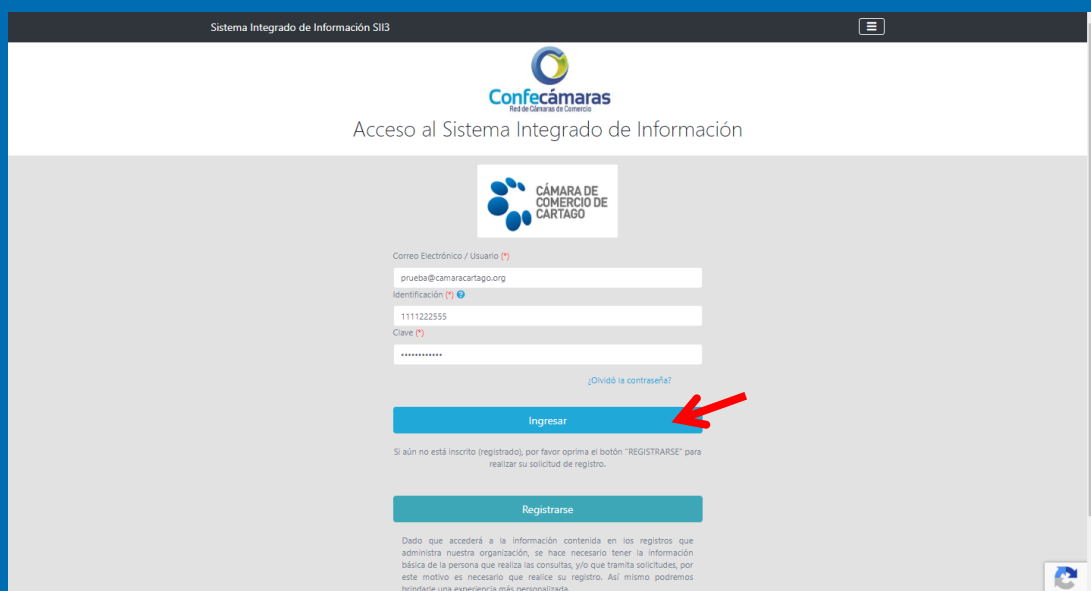 Sistema Integrado de Información SII3
Confecámaras
Red de Cámaras de Comercio
Acceso al Sistema Integrado de Información
CÁMARA DE
COMERCIO DE
CARTAGO
Correo Electrónico / Usuario (*)
prueba@camaracartago.org
Identificación (*) ?
1111222555
Clave (*)
••••••••••••
¿Olvidó la contraseña?
Ingresar
Si aún no está inscrito (registrado), por favor oprima el botón "REGISTRARSE" para
realizar su solicitud de registro.
Registrarse
Dado que accederá a la información contenida en los registros que
administra nuestra organización, se hace necesario tener la información
básica de la persona que realiza las consultas, y/o que tramita solicitudes, por
este motivo es necesario que realice su registro. Así mismo podremos
brindarle una experiencia más personalizada.